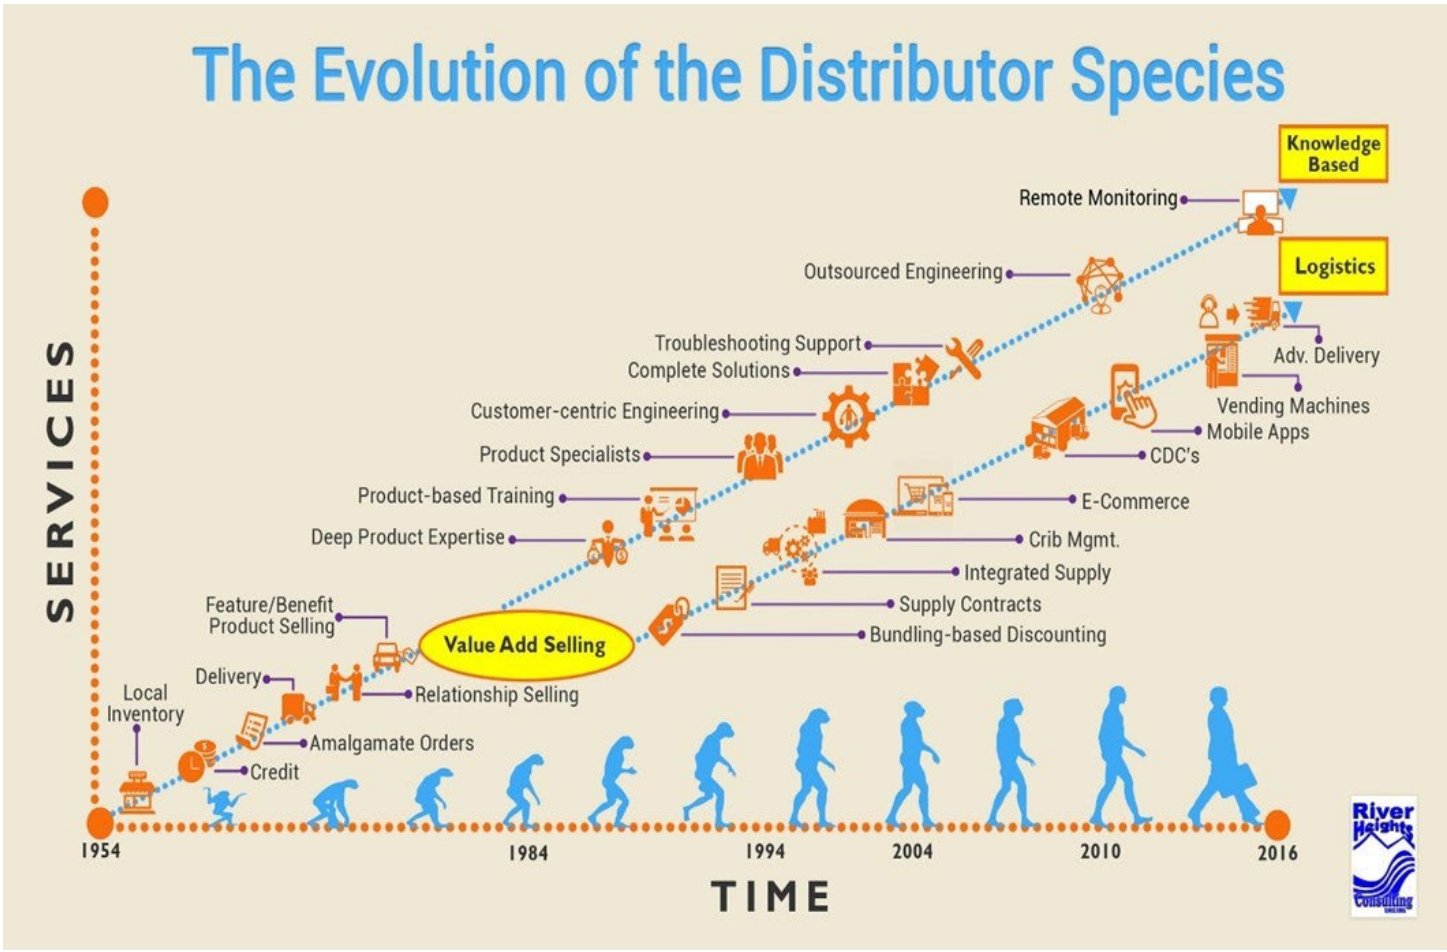 The Evolution of the Distributor Species
Knowledge
Based
Remote Monitoring
Logistics
Outsourced Engineering
Adv. Delivery
Troubleshooting Support
Complete Solutions
Vending Machines
Customer-centric Engineering
Mobile Apps
Product Specialists
CDC's
Product-based Training
E-Commerce
Deep Product Expertise
Crib Mgmt.
Integrated Supply
Supply Contracts
Bundling-based Discounting
Feature/Benefit
Product Selling
Value Add Selling
Delivery
Relationship Selling
Local
Inventory
Amalgamate Orders
Credit
SERVICES
1954
1984
1994
2004
2010
2016
TIME
River
Heights
Consulting